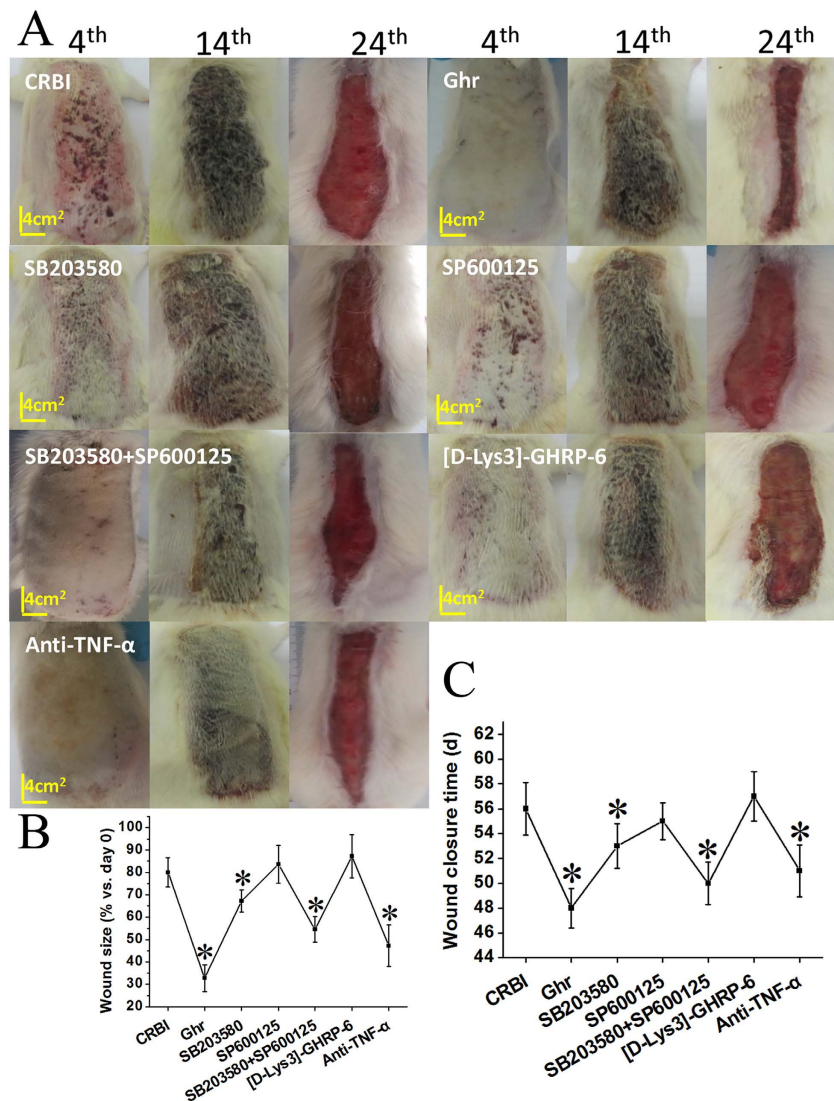 A
4th 14th 24th 4th 14th 24th
CRBI Ghr
4cm² 4cm²
SB203580 SP600125
4cm² 4cm²
SB203580+SP600125 [D-Lys3]-GHRP-6
4cm² 4cm²
Anti-TNF-α
4cm²
B
Wound size (% vs. day 0)
100
90
80
70
60
50
40
30
20
* * * *
CRBI
Ghr
SB203580
SP600125
SB203580+SP600125
[D-Lys3]-GHRP-6
Anti-TNF-α
C
Wound closure time (d)
62
60
58
56
54
52
50
48
46
44
* * * *
CRBI
Ghr
SB203580
SP600125
SB203580+SP600125
[D-Lys3]-GHRP-6
Anti-TNF-α